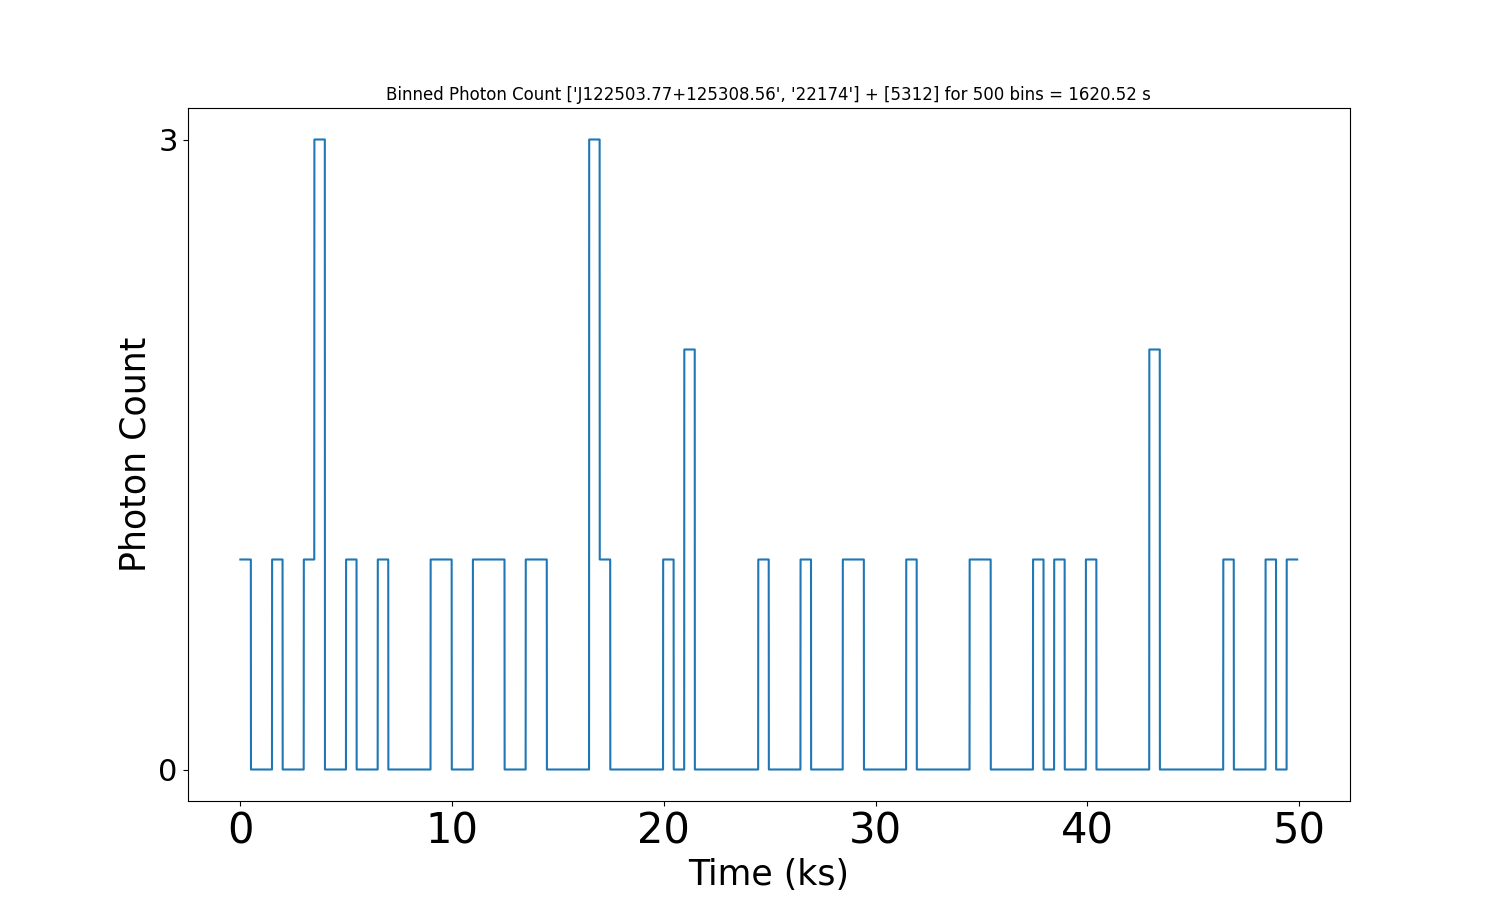 Binned Photon Count ['J122503.77+125308.56', '22174'] + [5312] for 500 bins = 1620.52 s
3
Photon Count
0
0 10 20 30 40 50
Time (ks)